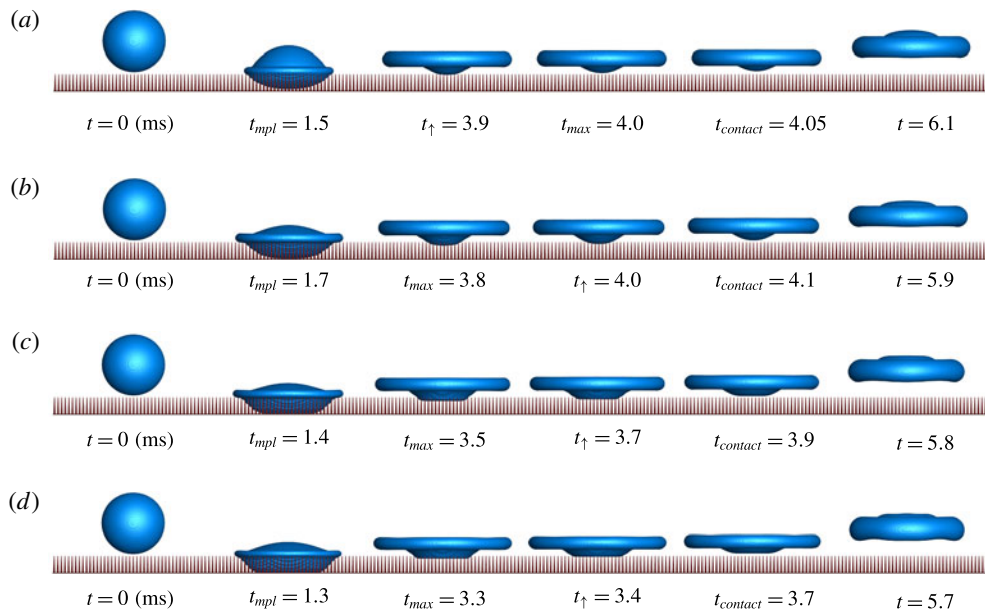 (a)
t = 0 (ms) t_mpl = 1.5 t_↑ = 3.9 t_max = 4.0 t_contact = 4.05 t = 6.1
(b)
t = 0 (ms) t_mpl = 1.7 t_max = 3.8 t_↑ = 4.0 t_contact = 4.1 t = 5.9
(c)
t = 0 (ms) t_mpl = 1.4 t_max = 3.5 t_↑ = 3.7 t_contact = 3.9 t = 5.8
(d)
t = 0 (ms) t_mpl = 1.3 t_max = 3.3 t_↑ = 3.4 t_contact = 3.7 t = 5.7